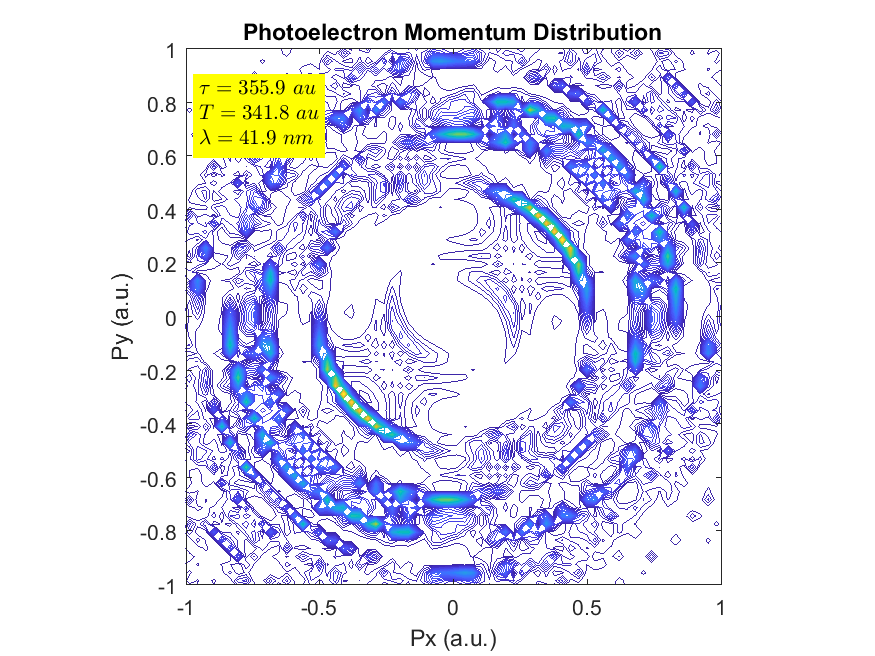 Photoelectron Momentum Distribution
τ = 355.9 au
T = 341.8 au
λ = 41.9 nm
1
0.8
0.6
0.4
0.2
0
-0.2
-0.4
-0.6
-0.8
-1
Py (a.u.)
-1 -0.5 0 0.5 1
Px (a.u.)